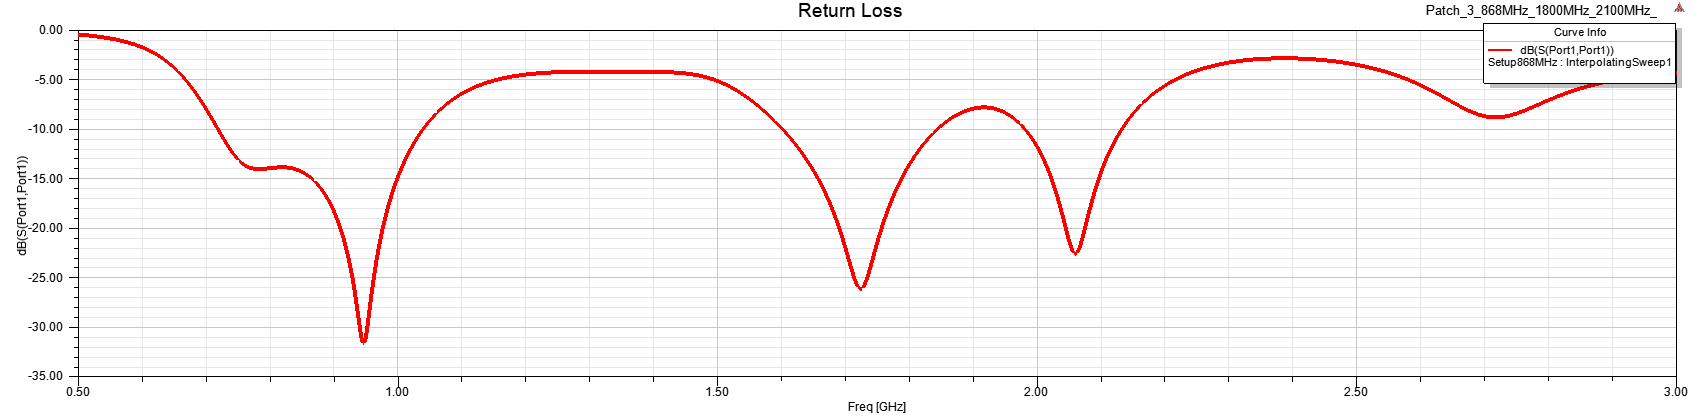 Return Loss
Patch_3_868MHz_1800MHz_2100MHz_
Curve Info
dB(S(Port1,Port1))
Setup868MHz : InterpolatingSweep1
0.00
-5.00
-10.00
-15.00
-20.00
-25.00
-30.00
-35.00
dB(S(Port1,Port1))
0.50
1.00
1.50
2.00
2.50
3.00
Freq [GHz]